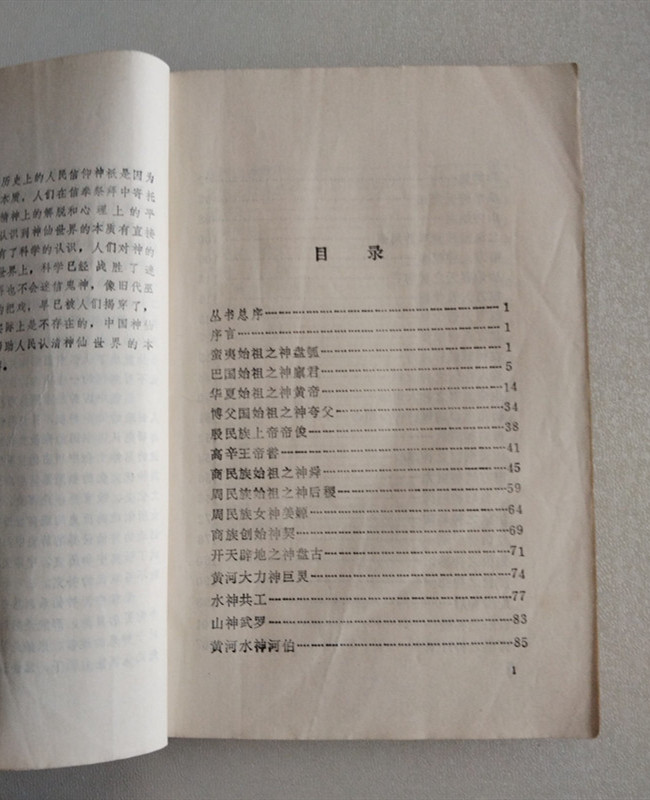 历史上的人民信仰神祇是因为
本质，人们在信奉祭拜中寄托
精神上的解脱和心理上的平
认识到神仙世界的本质有直接
有了科学的认识，人们对神的
世界上，科学已经战胜了迷
再也不会迷信鬼神，像旧时代巫
的把戏，早已被人们揭穿了，
实际上是不存在的，中国神仙
帮助人民认清神仙世界的本
目录
丛书总序 1
序言 1
蛮夷始祖之神盘瓠 1
巴国始祖之神廪君 5
华夏始祖之神黄帝 14
博父国始祖之神夸父 34
殷民族上帝帝俊 38
高辛王帝喾 41
商民族始祖之神舜 45
周民族始祖之神后稷 59
周民族女神姜嫄 64
商族创始神契 69
开天辟地之神盘古 71
黄河大力神巨灵 74
水神共工 77
山神武罗 83
黄河水神河伯 85
1